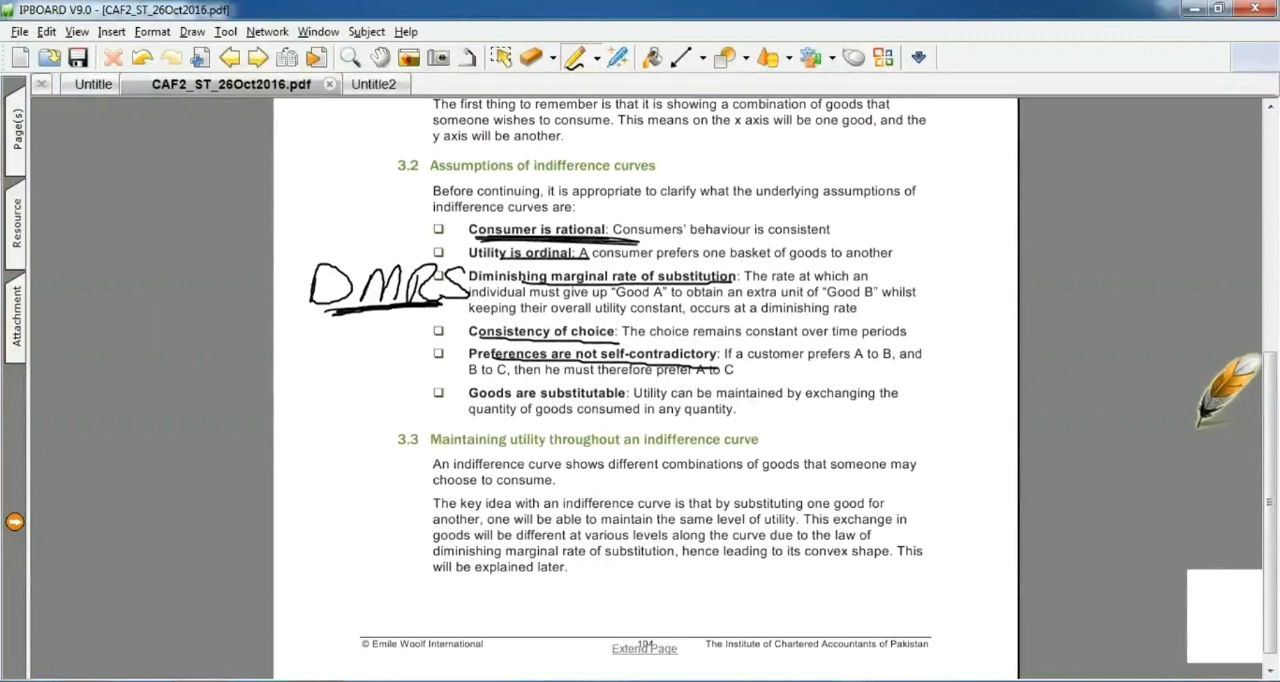 IPBOARD V9.0 - [CAF2_ST_26Oct2016.pdf]
File Edit View Insert Format Draw Tool Network Window Subject Help
Untitle CAF2_ST_26Oct2016.pdf Untitle2
Page(s)
Resource
Attachment
The first thing to remember is that it is showing a combination of goods that
someone wishes to consume. This means on the x axis will be one good, and the
y axis will be another.
3.2 Assumptions of indifference curves
Before continuing, it is appropriate to clarify what the underlying assumptions of
indifference curves are:
Consumer is rational: Consumers' behaviour is consistent
Utility is ordinal: A consumer prefers one basket of goods to another
DMRS
Diminishing marginal rate of substitution: The rate at which an
individual must give up "Good A" to obtain an extra unit of "Good B" whilst
keeping their overall utility constant, occurs at a diminishing rate
Consistency of choice: The choice remains constant over time periods
Preferences are not self-contradictory: If a customer prefers A to B, and
B to C, then he must therefore prefer A to C
Goods are substitutable: Utility can be maintained by exchanging the
quantity of goods consumed in any quantity.
3.3 Maintaining utility throughout an indifference curve
An indifference curve shows different combinations of goods that someone may
choose to consume.
The key idea with an indifference curve is that by substituting one good for
another, one will be able to maintain the same level of utility. This exchange in
goods will be different at various levels along the curve due to the law of
diminishing marginal rate of substitution, hence leading to its convex shape. This
will be explained later.
© Emile Woolf International 104 The Institute of Chartered Accountants of Pakistan
Extend Page